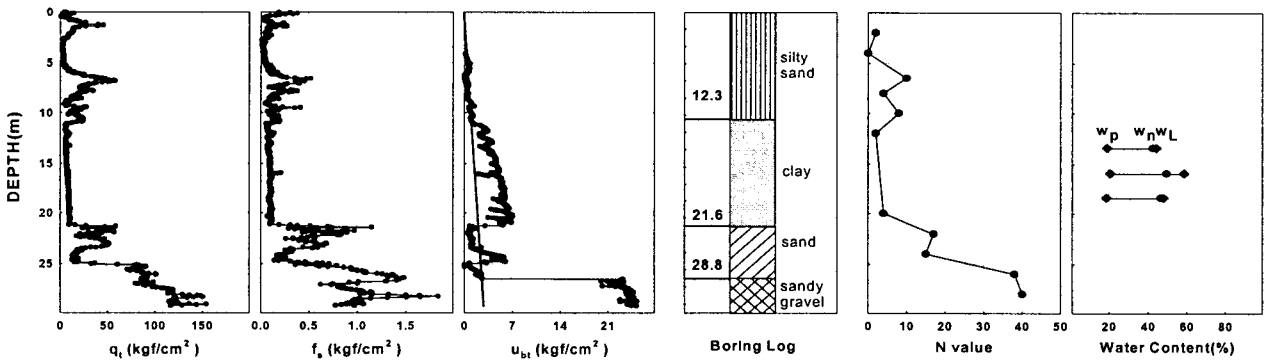 DEPTH(m)
0
5
10
15
20
25
30
0 50 100 150
q_t (kgf/cm²)
0.0 0.5 1.0 1.5
f_s (kgf/cm²)
0 7 14 21
u_bt (kgf/cm²)
silty
sand
12.3
clay
21.6
sand
28.8
sandy
gravel
Boring Log
0 10 20 30 40 50
N value
w_p w_n w_L
0 20 40 60 80
Water Content(%)